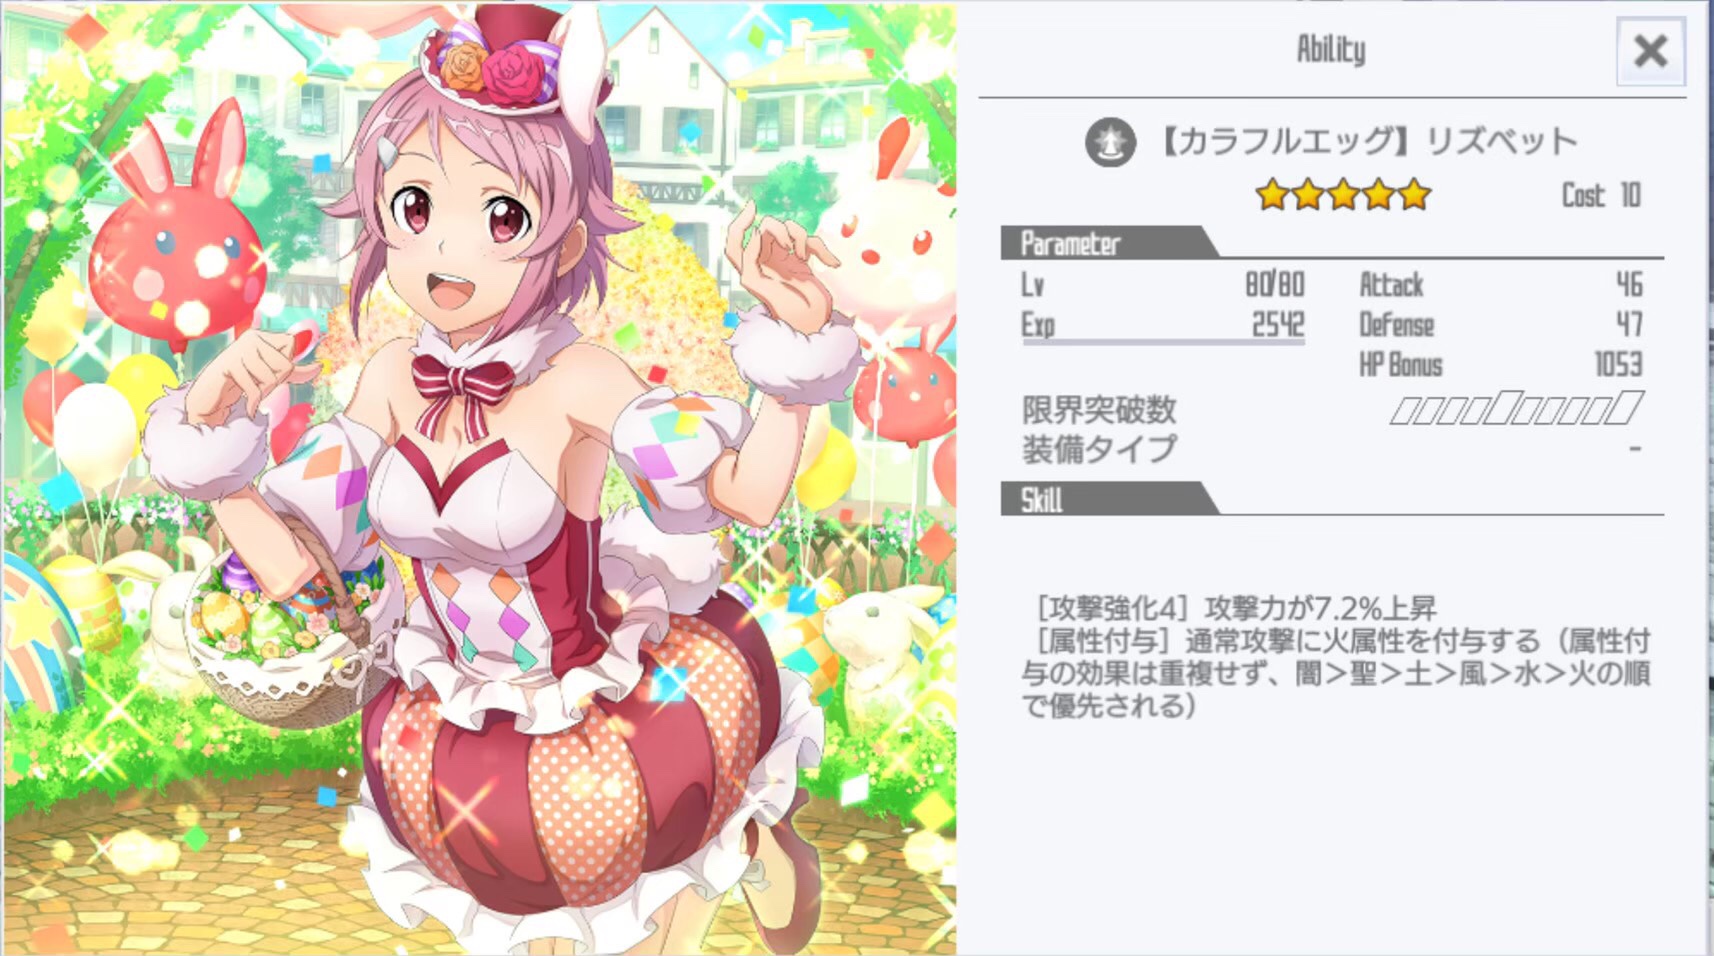 Ability
【カラフルエッグ】リズベット
Cost 10
Parameter
Lv 80/80 Attack 46
Exp 2542 Defense 47
HP Bonus 1053
限界突破数
装備タイプ -
Skill
［攻撃強化4］攻撃力が7.2%上昇
［属性付与］通常攻撃に火属性を付与する（属性付
与の効果は重複せず、闇＞聖＞土＞風＞水＞火の順
で優先される）